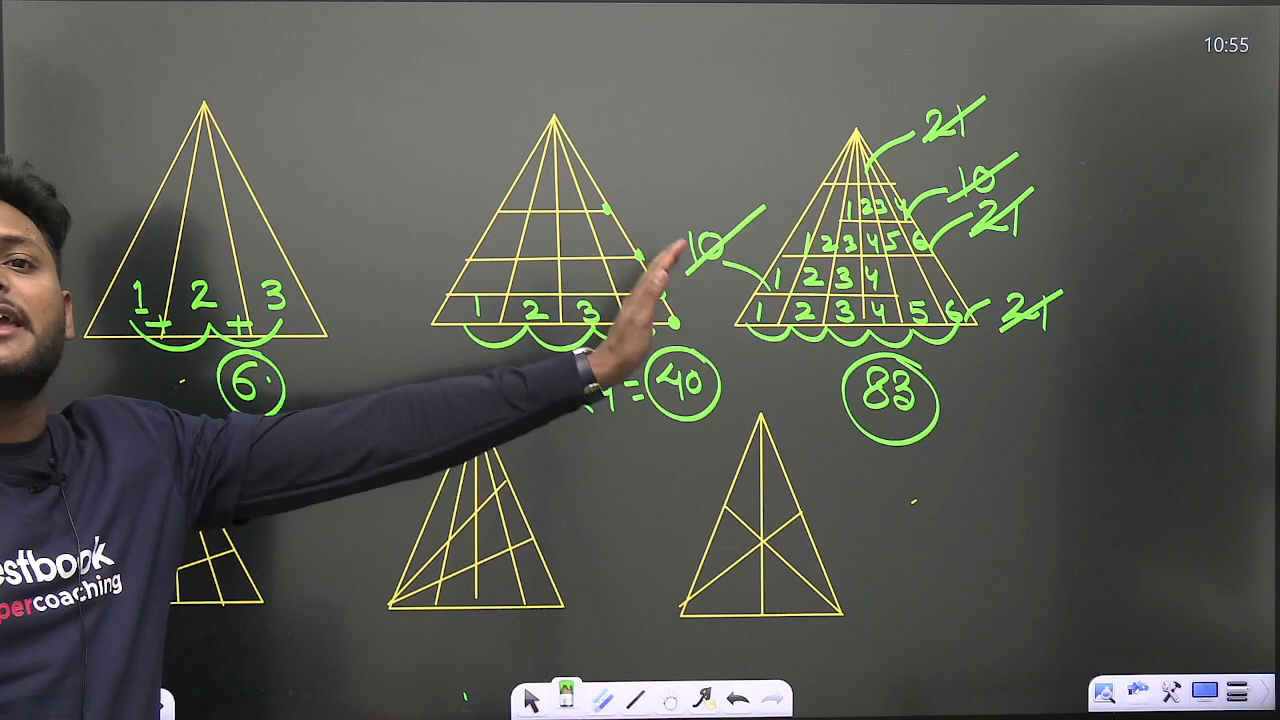 10:55
21
10
1 2 3 4
21
1 2 3 4 5 6
10
1 2 3 4
1 2 3
1 2 3
1 2 3 4 5 6
21
+ +
6
= 40
83
stbook
percoaching